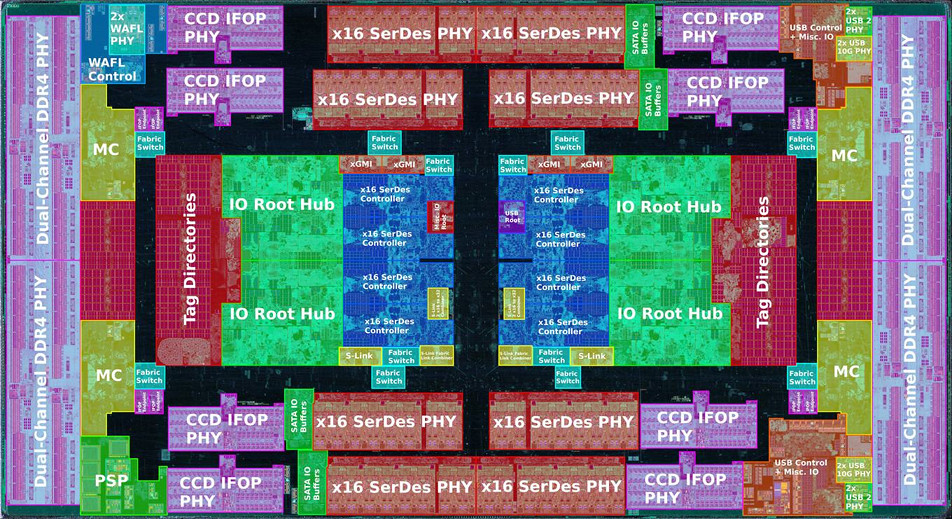 2x
WAFL
PHY
WAFL
Control
CCD IFOP
PHY
x16 SerDes PHY
x16 SerDes PHY
SATA IO
Buffers
CCD IFOP
PHY
USB Control
+ Misc. IO
2x
USB 2
PHY
2x USB
10G PHY
Dual-Channel DDR4 PHY
CCD IFOP
PHY
x16 SerDes PHY
x16 SerDes PHY
SATA IO
Buffers
CCD IFOP
PHY
Dual-Channel DDR4 PHY
MC
Fabric
Switch
Fabric
Switch
Fabric
Switch
Fabric
Switch
MC
xGMI
xGMI
Fabric
Switch
Fabric
Switch
xGMI
xGMI
Tag Directories
IO Root Hub
x16 SerDes
Controller
Misc. IO
Root
USB
Root
x16 SerDes
Controller
IO Root Hub
Tag Directories
x16 SerDes
Controller
x16 SerDes
Controller
x16 SerDes
Controller
x16 SerDes
Controller
IO Root Hub
x16 SerDes
Controller
x16 SerDes
Controller
IO Root Hub
S-Link
Fabric
Switch
S-Link Fabric
Link Combiner
Fabric
Switch
S-Link
Dual-Channel DDR4 PHY
MC
Fabric
Switch
Fabric
Switch
Fabric
Switch
Fabric
Switch
MC
Dual-Channel DDR4 PHY
CCD IFOP
PHY
SATA IO
Buffers
x16 SerDes PHY
x16 SerDes PHY
CCD IFOP
PHY
PSP
CCD IFOP
PHY
SATA IO
Buffers
x16 SerDes PHY
x16 SerDes PHY
CCD IFOP
PHY
USB Control
+ Misc. IO
2x USB
10G PHY
2x
USB 2
PHY